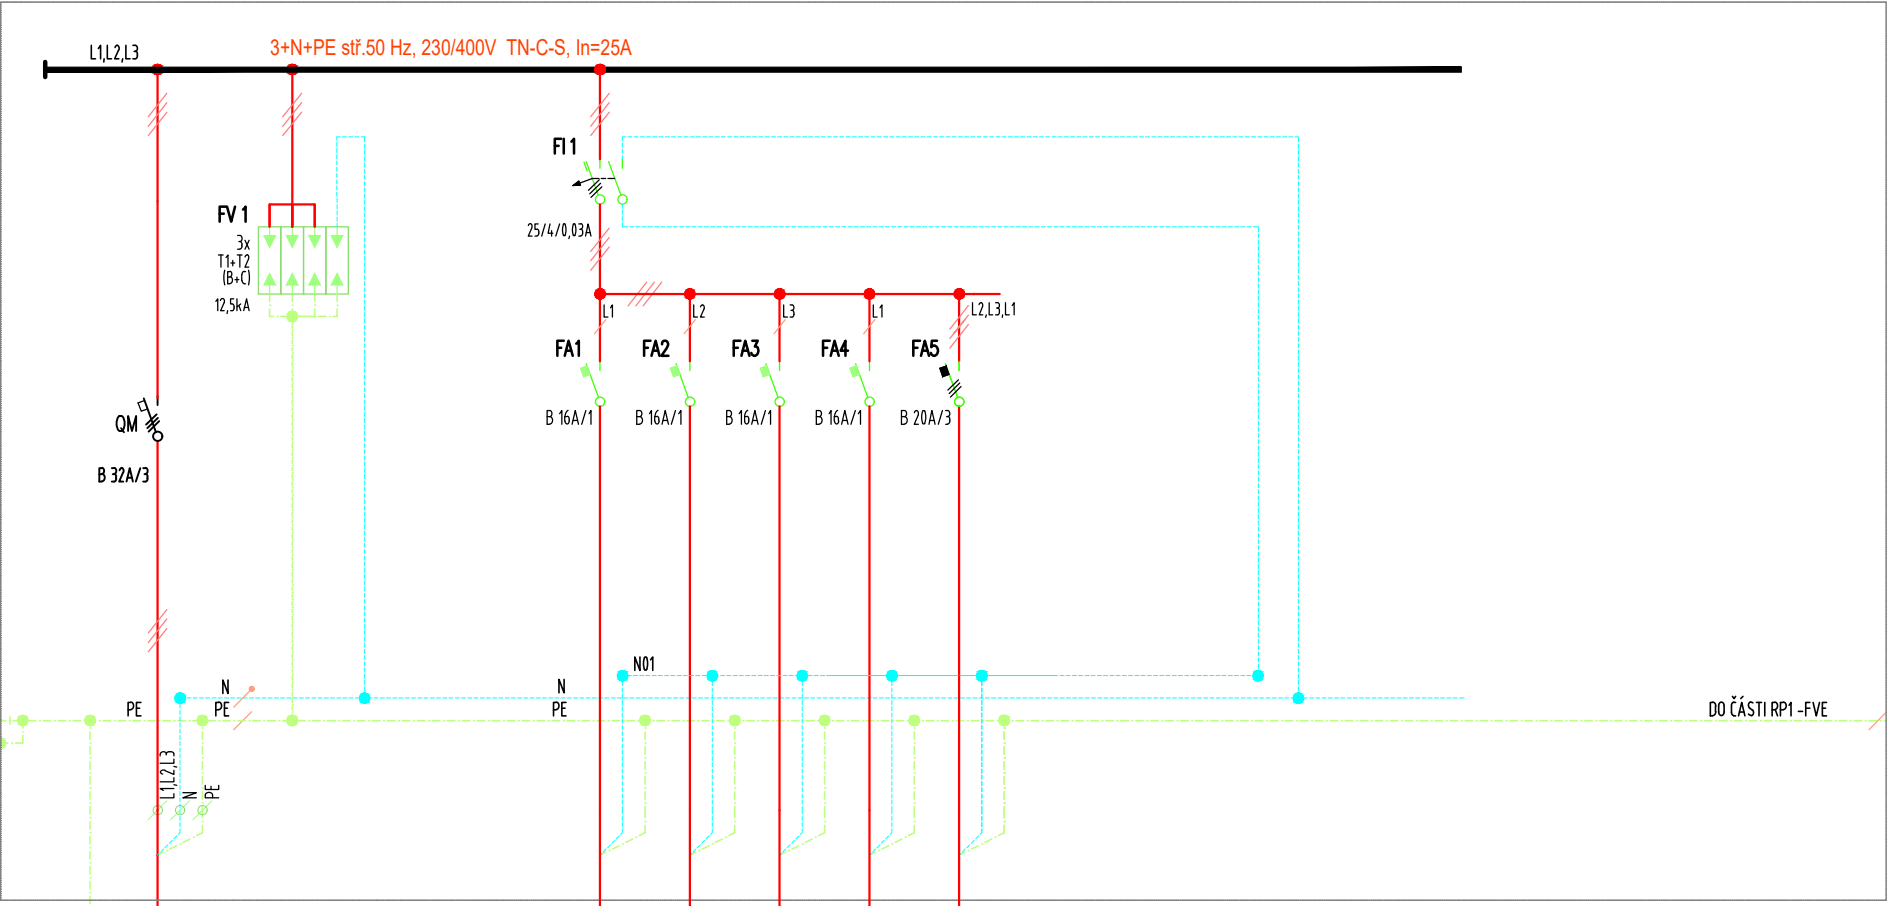 L1,L2,L3
3+N+PE stř.50 Hz, 230/400V TN-C-S, In=25A
FI 1
FV 1
3x
T1+T2
(B+C)
12,5kA
25/4/0,03A
L1
L2
L3
L1
L2,L3,L1
FA1
FA2
FA3
FA4
FA5
QM
B 16A/1
B 16A/1
B 16A/1
B 16A/1
B 20A/3
B 32A/3
N01
N
N
PE
PE
PE
DO ČÁSTI RP1 -FVE
L1,L2,L3
N
PE